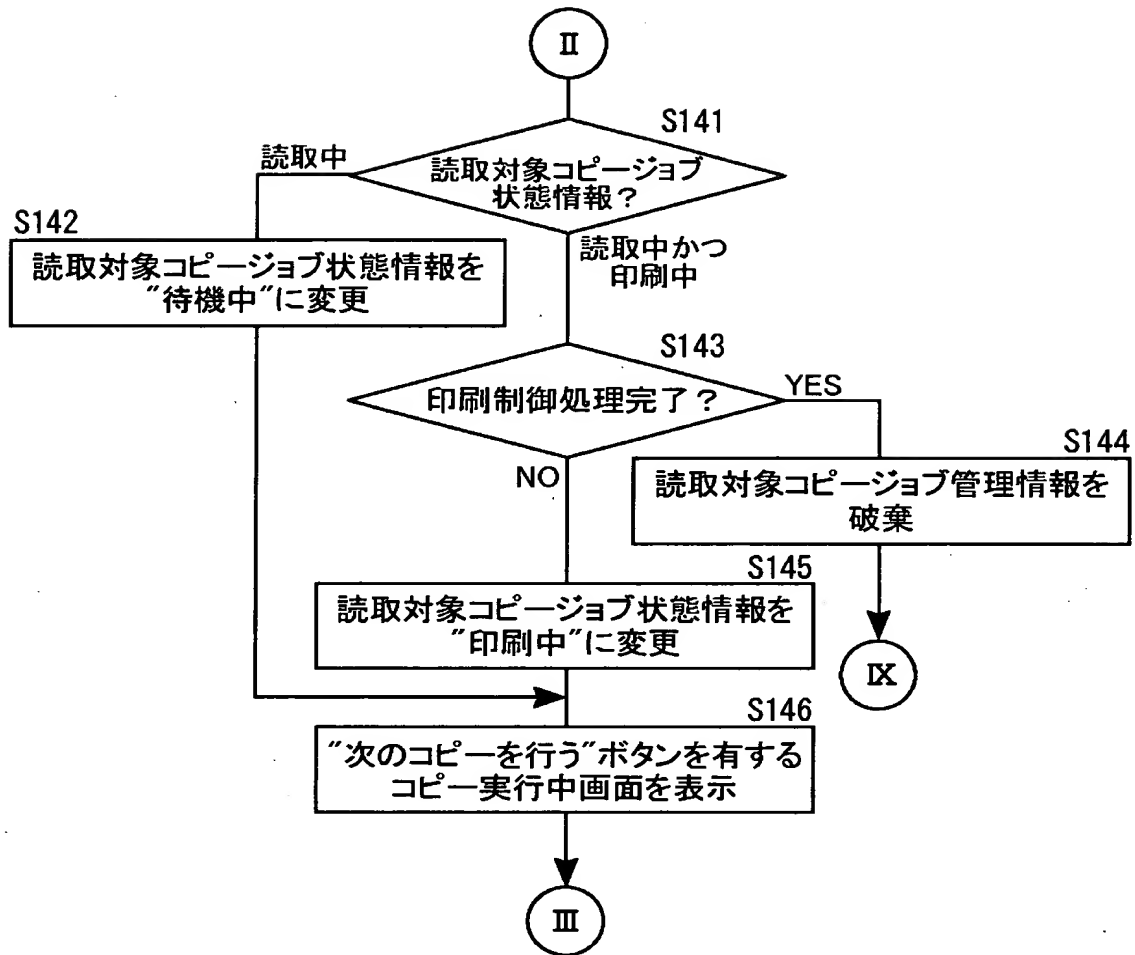 II
S141
読取対象コピージョブ
状態情報？
読取中
S142
読取対象コピージョブ状態情報を
″待機中″に変更
読取中かつ
印刷中
S143
印刷制御処理完了？
YES
S144
読取対象コピージョブ管理情報を
破棄
NO
S145
読取対象コピージョブ状態情報を
″印刷中″に変更
IX
S146
″次のコピーを行う″ボタンを有する
コピー実行中画面を表示
III